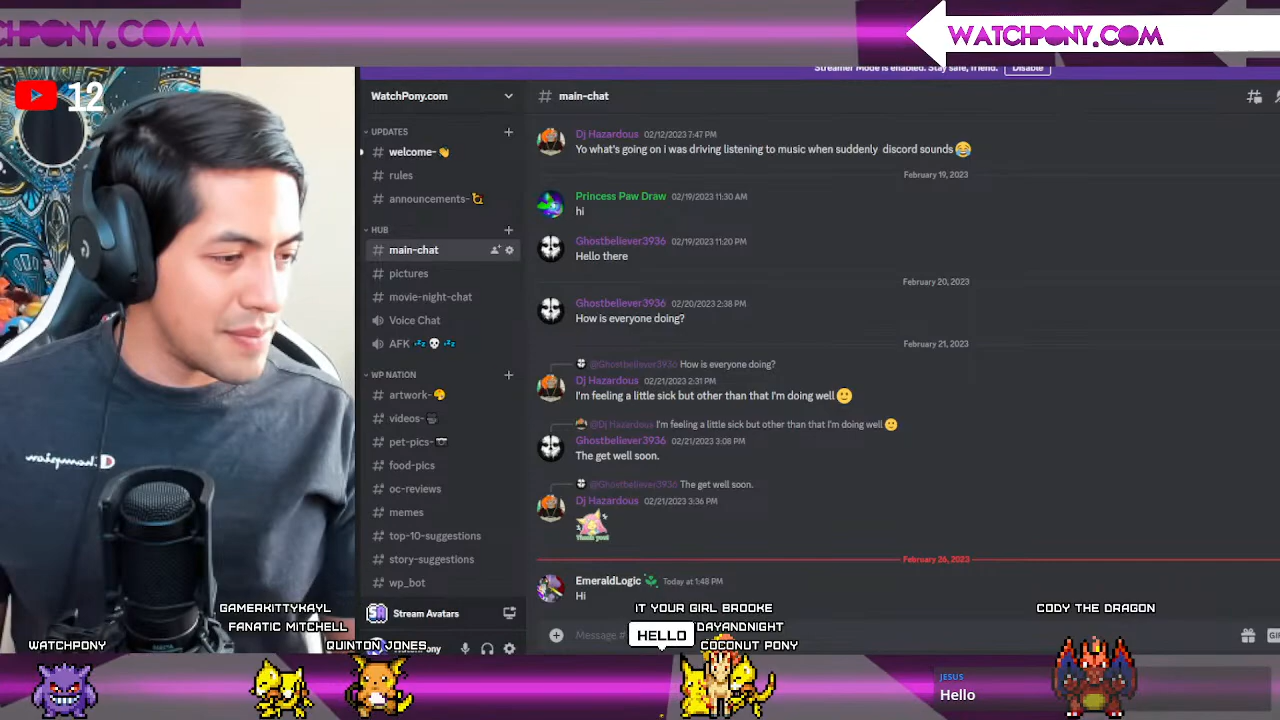 CHPONY.COM
WATCHPONY.COM
12
Streamer Mode is enabled. Stay safe, friend.
Disable
WatchPony.com
# main-chat
UPDATES
# welcome-
# rules
# announcements-
HUB
# main-chat
# pictures
# movie-night-chat
Voice Chat
AFK
WP NATION
# artwork-
# videos-
# pet-pics-
# food-pics
# oc-reviews
# memes
# top-10-suggestions
# story-suggestions
# wp_bot
Stream Avatars
Dj Hazardous 02/12/2023 7:47 PM
Yo what's going on i was driving listening to music when suddenly discord sounds😂
February 19, 2023
Princess Paw Draw 02/19/2023 11:30 AM
hi
Ghostbeliever3936 02/19/2023 11:20 PM
Hello there
February 20, 2023
Ghostbeliever3936 02/20/2023 2:38 PM
How is everyone doing?
February 21, 2023
@Ghostbeliever3936 How is everyone doing?
Dj Hazardous 02/21/2023 2:31 PM
I'm feeling a little sick but other than that I'm doing well🙂
@Dj Hazardous I'm feeling a little sick but other than that I'm doing well🙂
Ghostbeliever3936 02/21/2023 3:08 PM
The get well soon.
@Ghostbeliever3936 The get well soon.
Dj Hazardous 02/21/2023 3:36 PM
Thank you!
February 26, 2023
EmeraldLogic Today at 1:48 PM
Hi
Message #
Champion
GAMERKITTYKAYL
FANATIC MITCHELL
WATCHPONY
QUINTON JONES
IT YOUR GIRL BROOKE
DAYANDNIGHT
HELLO
COCONUT PONY
CODY THE DRAGON
JESUS
Hello